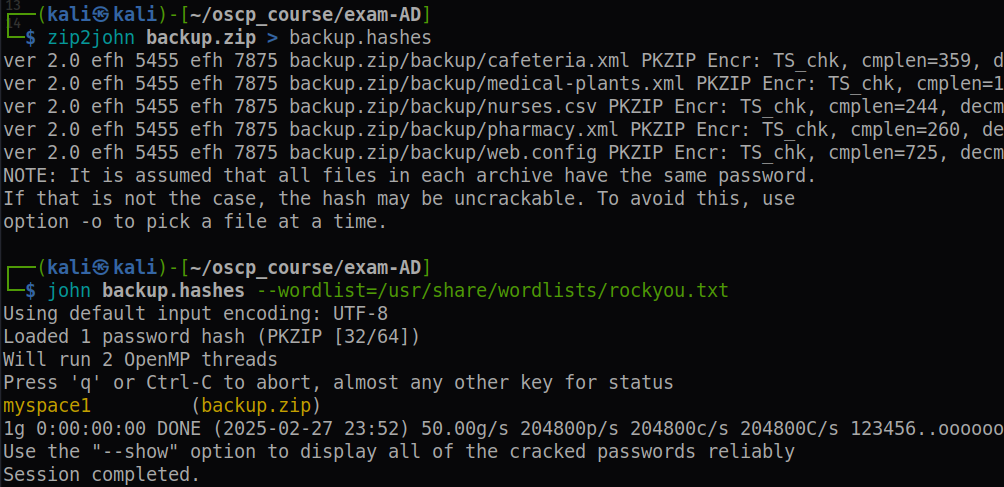 13
14
┌──(kali㉿kali)-[~/oscp_course/exam-AD]
└─$ zip2john backup.zip > backup.hashes
ver 2.0 efh 5455 efh 7875 backup.zip/backup/cafeteria.xml PKZIP Encr: TS_chk, cmplen=359, d
ver 2.0 efh 5455 efh 7875 backup.zip/backup/medical-plants.xml PKZIP Encr: TS_chk, cmplen=1
ver 2.0 efh 5455 efh 7875 backup.zip/backup/nurses.csv PKZIP Encr: TS_chk, cmplen=244, decm
ver 2.0 efh 5455 efh 7875 backup.zip/backup/pharmacy.xml PKZIP Encr: TS_chk, cmplen=260, de
ver 2.0 efh 5455 efh 7875 backup.zip/backup/web.config PKZIP Encr: TS_chk, cmplen=725, decm
NOTE: It is assumed that all files in each archive have the same password.
If that is not the case, the hash may be uncrackable. To avoid this, use
option -o to pick a file at a time.
┌──(kali㉿kali)-[~/oscp_course/exam-AD]
└─$ john backup.hashes --wordlist=/usr/share/wordlists/rockyou.txt
Using default input encoding: UTF-8
Loaded 1 password hash (PKZIP [32/64])
Will run 2 OpenMP threads
Press 'q' or Ctrl-C to abort, almost any other key for status
myspace1         (backup.zip)
1g 0:00:00:00 DONE (2025-02-27 23:52) 50.00g/s 204800p/s 204800c/s 204800C/s 123456..oooooo
Use the "--show" option to display all of the cracked passwords reliably
Session completed.